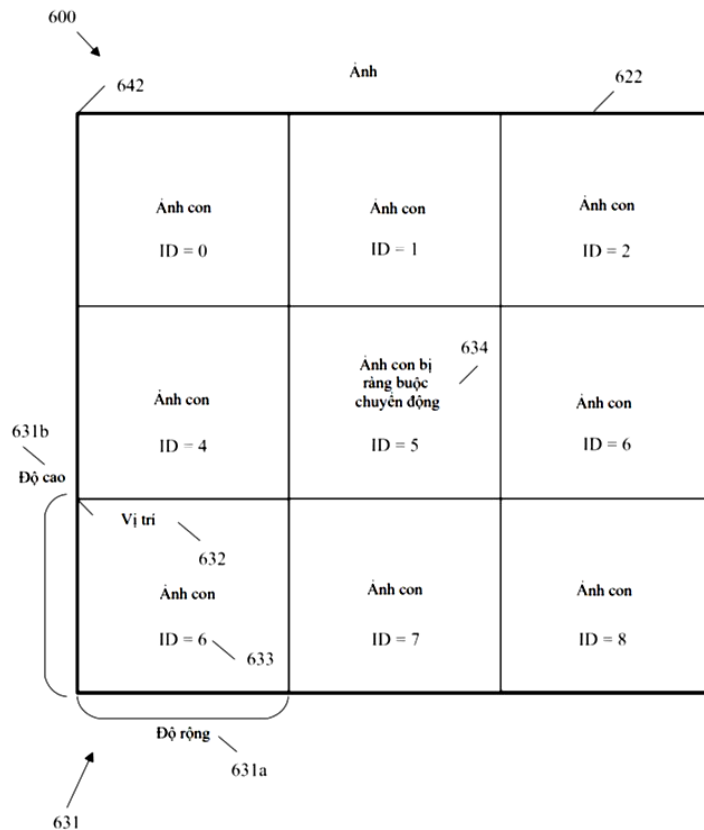 600
Ảnh
642
622
Ảnh con
ID = 0
Ảnh con
ID = 1
Ảnh con
ID = 2
634
Ảnh con bị
ràng buộc
chuyển động
ID = 5
Ảnh con
ID = 4
Ảnh con
ID = 6
631b
Độ cao
Vị trí
632
Ảnh con
ID = 6
633
Ảnh con
ID = 7
Ảnh con
ID = 8
Độ rộng
631a
631